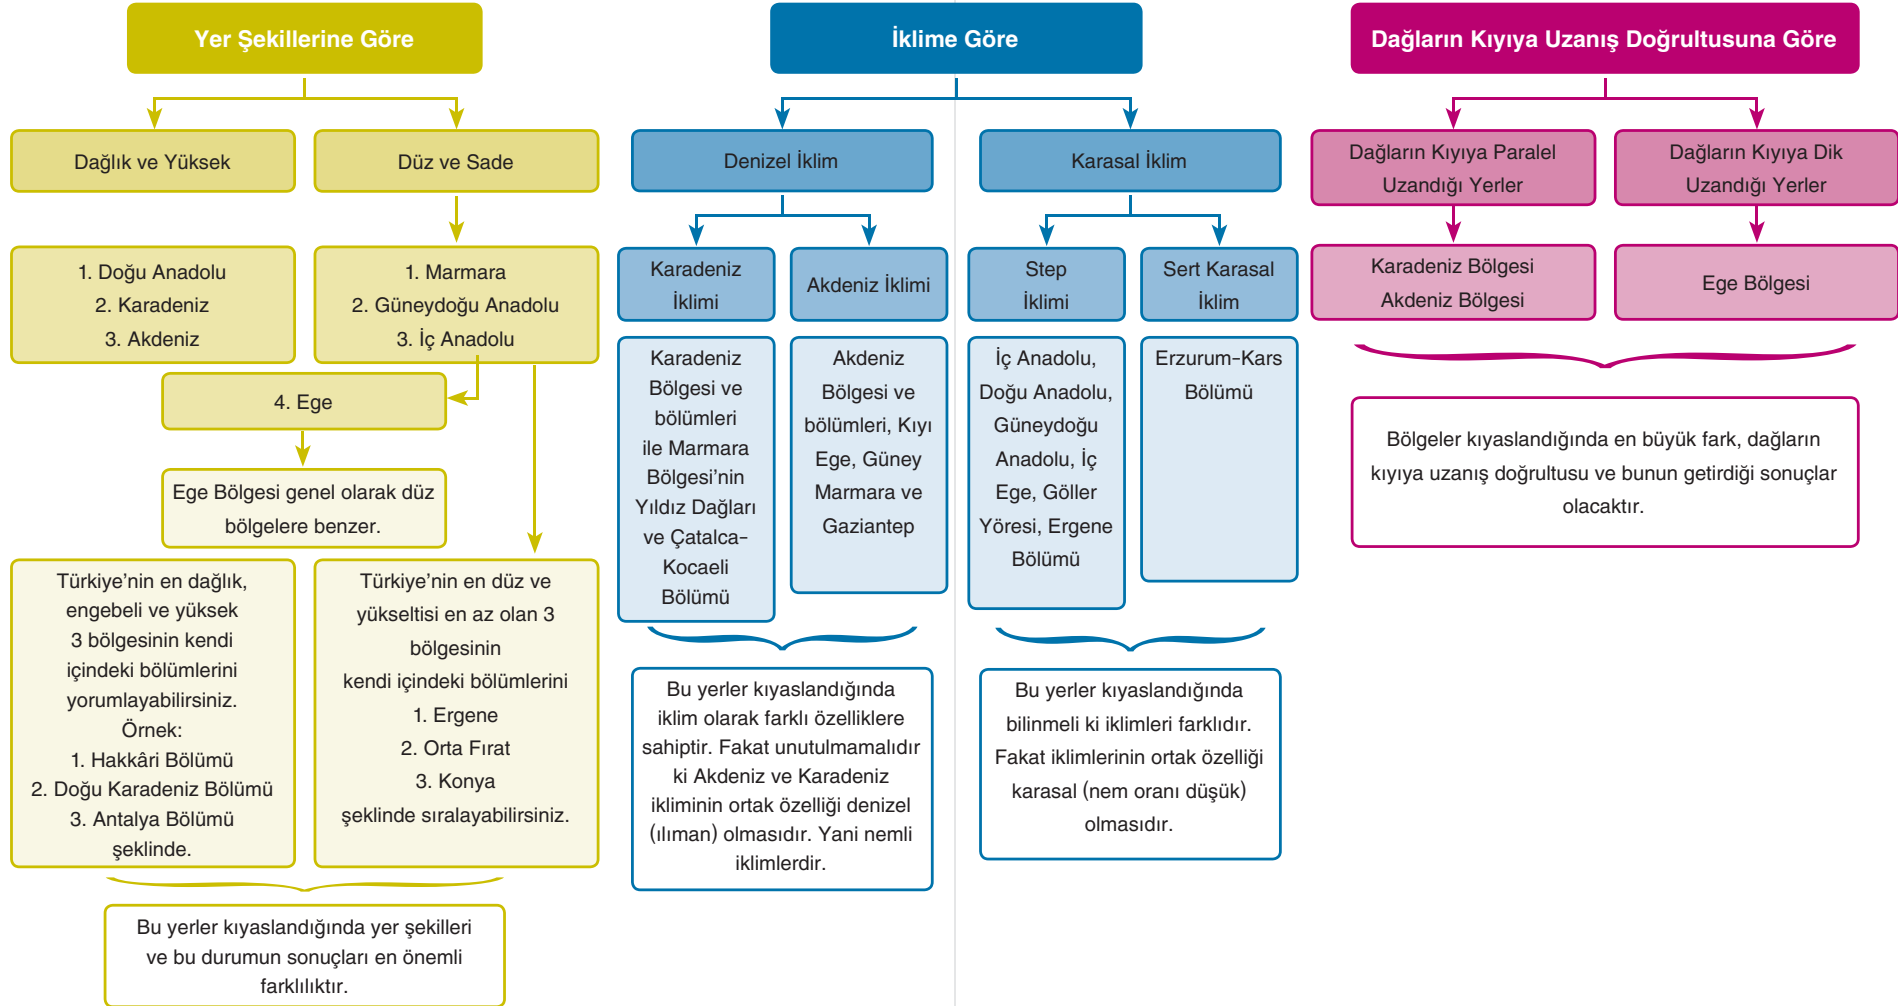 Yer Şekillerine Göre
Dağlık ve Yüksek
Düz ve Sade
1. Doğu Anadolu
2. Karadeniz
3. Akdeniz
1. Marmara
2. Güneydoğu Anadolu
3. İç Anadolu
4. Ege
Ege Bölgesi genel olarak düz
bölgelere benzer.
Türkiye'nin en dağlık,
engebeli ve yüksek
3 bölgesinin kendi
içindeki bölümlerini
yorumlayabilirsiniz.
Örnek:
1. Hakkâri Bölümü
2. Doğu Karadeniz Bölümü
3. Antalya Bölümü
şeklinde.
Türkiye'nin en düz ve
yükseltisi en az olan 3
bölgesinin
kendi içindeki bölümlerini
1. Ergene
2. Orta Fırat
3. Konya
şeklinde sıralayabilirsiniz.
Bu yerler kıyaslandığında yer şekilleri
ve bu durumun sonuçları en önemli
farklılıktır.
İklime Göre
Denizel İklim
Karasal İklim
Karadeniz
İklimi
Akdeniz İklimi
Step
İklimi
Sert Karasal
İklim
Karadeniz
Bölgesi ve
bölümleri
ile Marmara
Bölgesi'nin
Yıldız Dağları
ve Çatalca-
Kocaeli
Bölümü
Akdeniz
Bölgesi ve
bölümleri, Kıyı
Ege, Güney
Marmara ve
Gaziantep
İç Anadolu,
Doğu Anadolu,
Güneydoğu
Anadolu, İç
Ege, Göller
Yöresi, Ergene
Bölümü
Erzurum-Kars
Bölümü
Bu yerler kıyaslandığında
iklim olarak farklı özelliklere
sahiptir. Fakat unutulmamalıdır
ki Akdeniz ve Karadeniz
ikliminin ortak özelliği denizel
(ılıman) olmasıdır. Yani nemli
iklimlerdir.
Bu yerler kıyaslandığında
bilinmeli ki iklimleri farklıdır.
Fakat iklimlerinin ortak özelliği
karasal (nem oranı düşük)
olmasıdır.
Dağların Kıyıya Uzanış Doğrultusuna Göre
Dağların Kıyıya Paralel
Uzandığı Yerler
Dağların Kıyıya Dik
Uzandığı Yerler
Karadeniz Bölgesi
Akdeniz Bölgesi
Ege Bölgesi
Bölgeler kıyaslandığında en büyük fark, dağların
kıyıya uzanış doğrultusu ve bunun getirdiği sonuçlar
olacaktır.